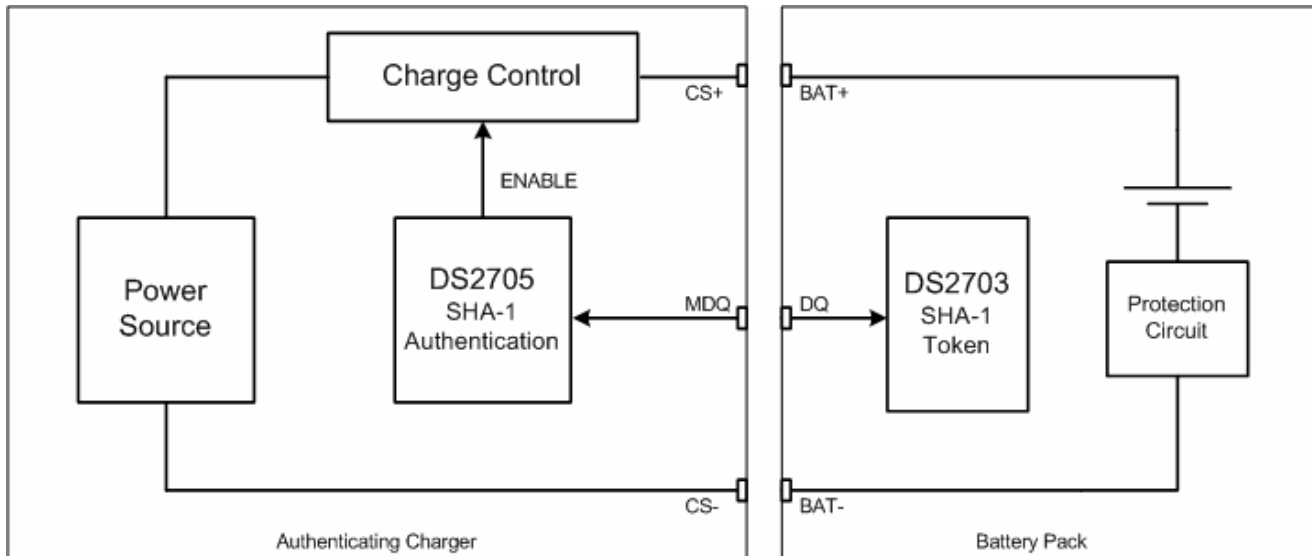 Charge Control
CS+
BAT+
ENABLE
Power
Source
DS2705
SHA-1
Authentication
MDQ
DQ
DS2703
SHA-1
Token
Protection
Circuit
CS-
BAT-
Authenticating Charger
Battery Pack